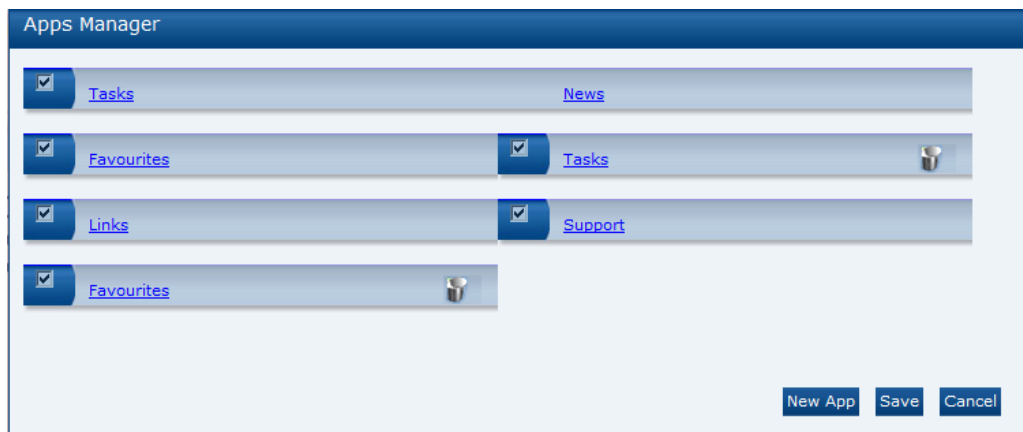 Apps Manager
Tasks News
Favourites Tasks
Links Support
Favourites
New App Save Cancel